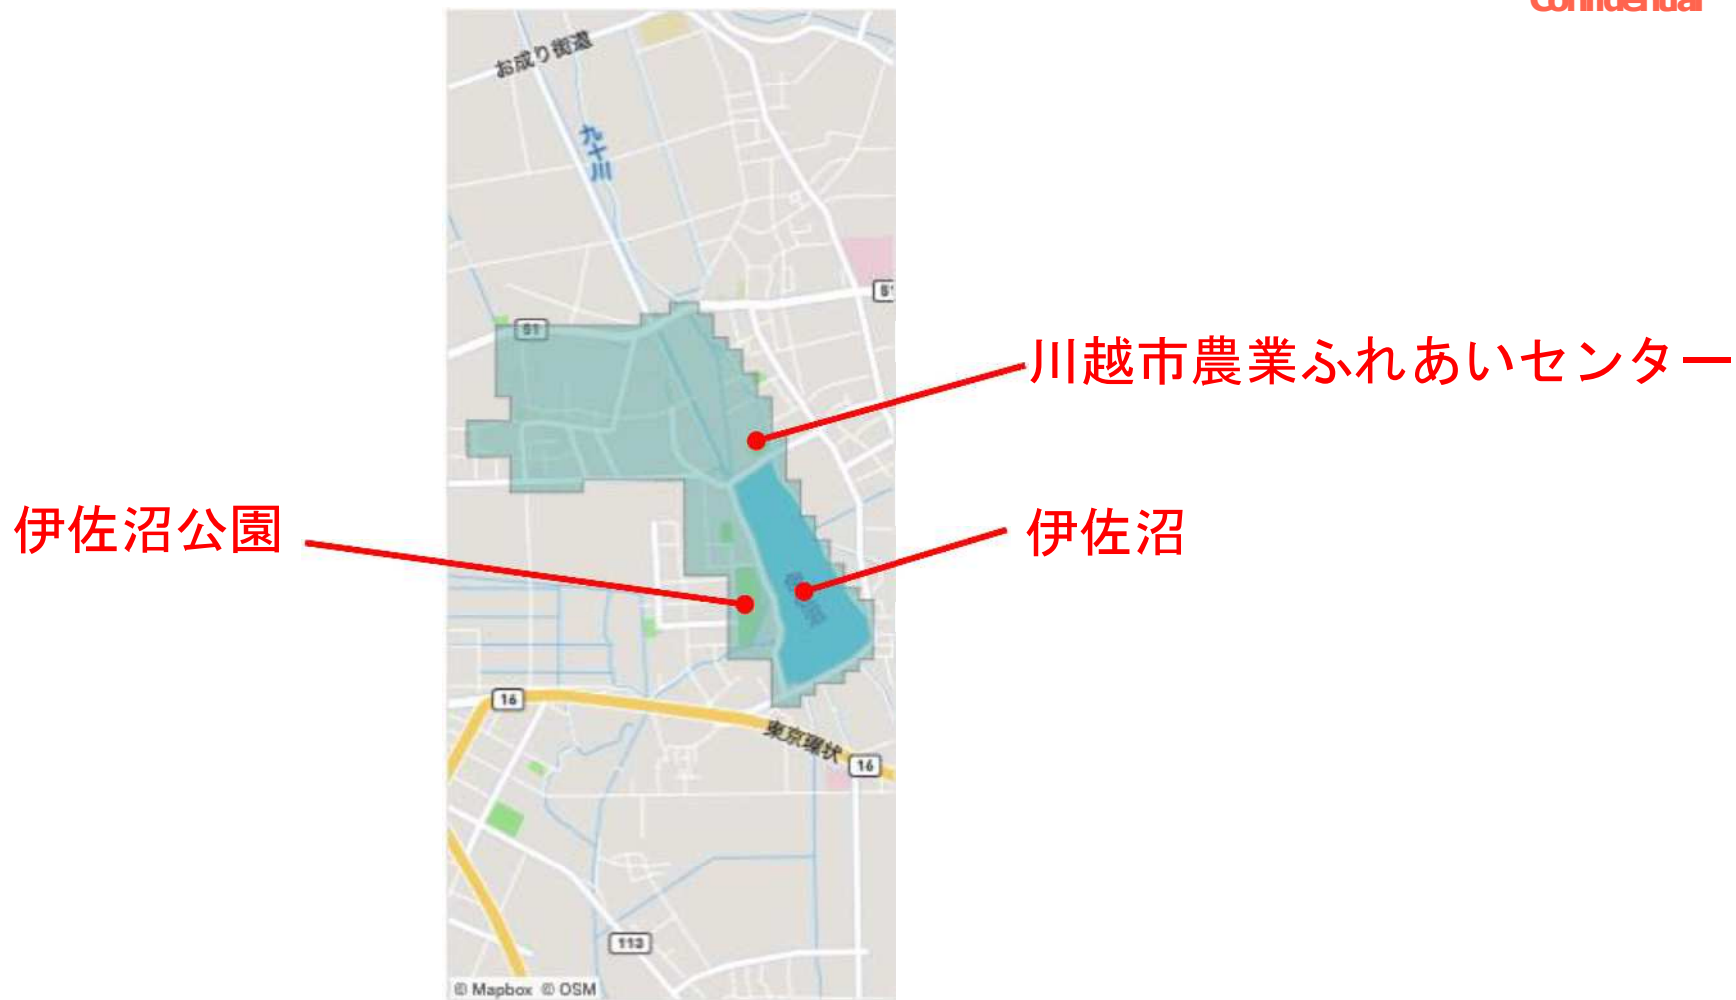 Confidential
お成り街道
九十川
51
51
川越市農業ふれあいセンター
伊佐沼公園
伊佐沼
16
東京環状
16
113
© Mapbox © OSM